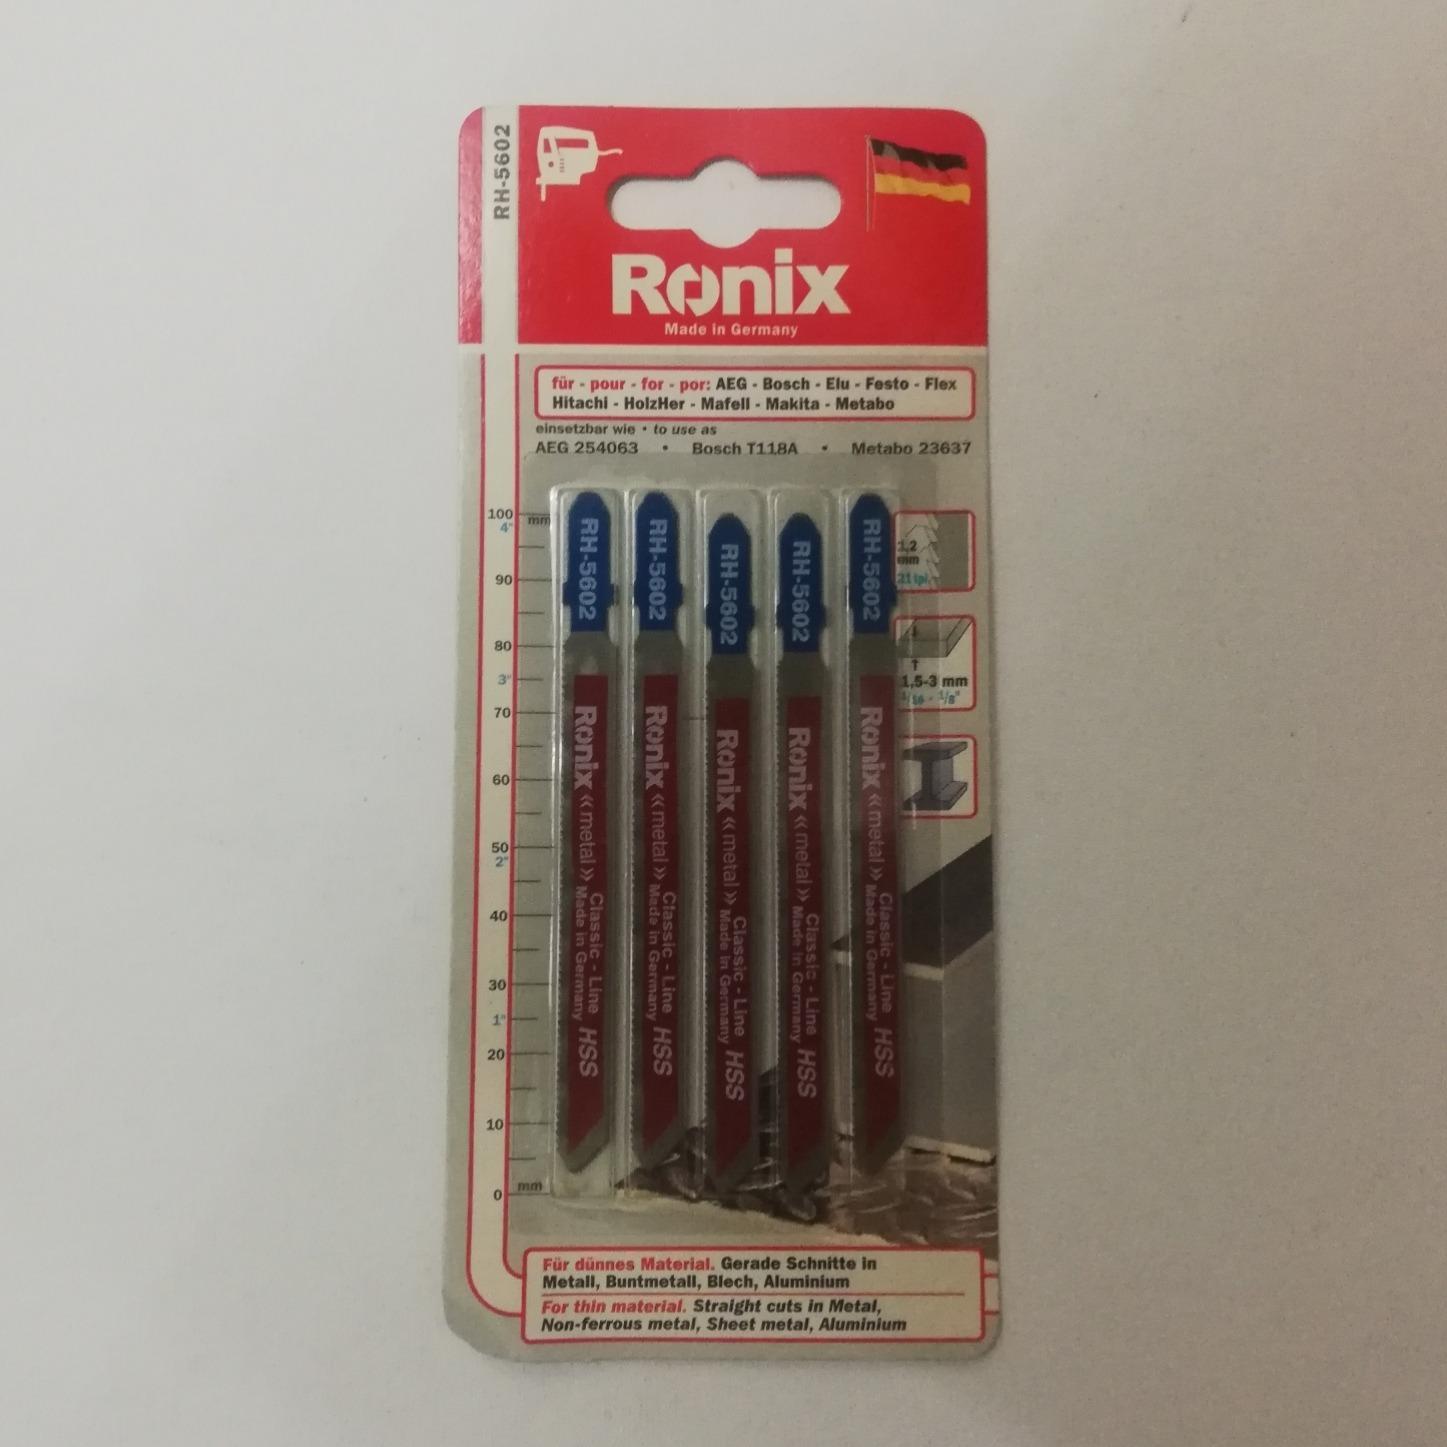 RH-5602
Ronix
Made in Germany
für - pour - for - por: AEG - Bosch - Elu - Festo - Flex
Hitachi - HolzHer - Mafell - Makita - Metabo
einsetzbar wie • to use as
AEG 254063 • Bosch T118A • Metabo 23637
100 mm
4"
90
80
3"
70
60
50
2"
40
30
1"
20
10
0 mm
RH-5602
Ronix «metal» Classic - Line
Made in Germany HSS
RH-5602
Ronix «metal» Classic - Line
Made in Germany HSS
RH-5602
Ronix «metal» Classic - Line
Made in Germany HSS
RH-5602
Ronix «metal» Classic - Line
Made in Germany HSS
RH-5602
Ronix «metal» Classic - Line
Made in Germany HSS
1,2
mm
21 tpi
1,5-3 mm
1/16 - 1/8"
Für dünnes Material. Gerade Schnitte in
Metall, Buntmetall, Blech, Aluminium
For thin material. Straight cuts in Metal,
Non-ferrous metal, Sheet metal, Aluminium